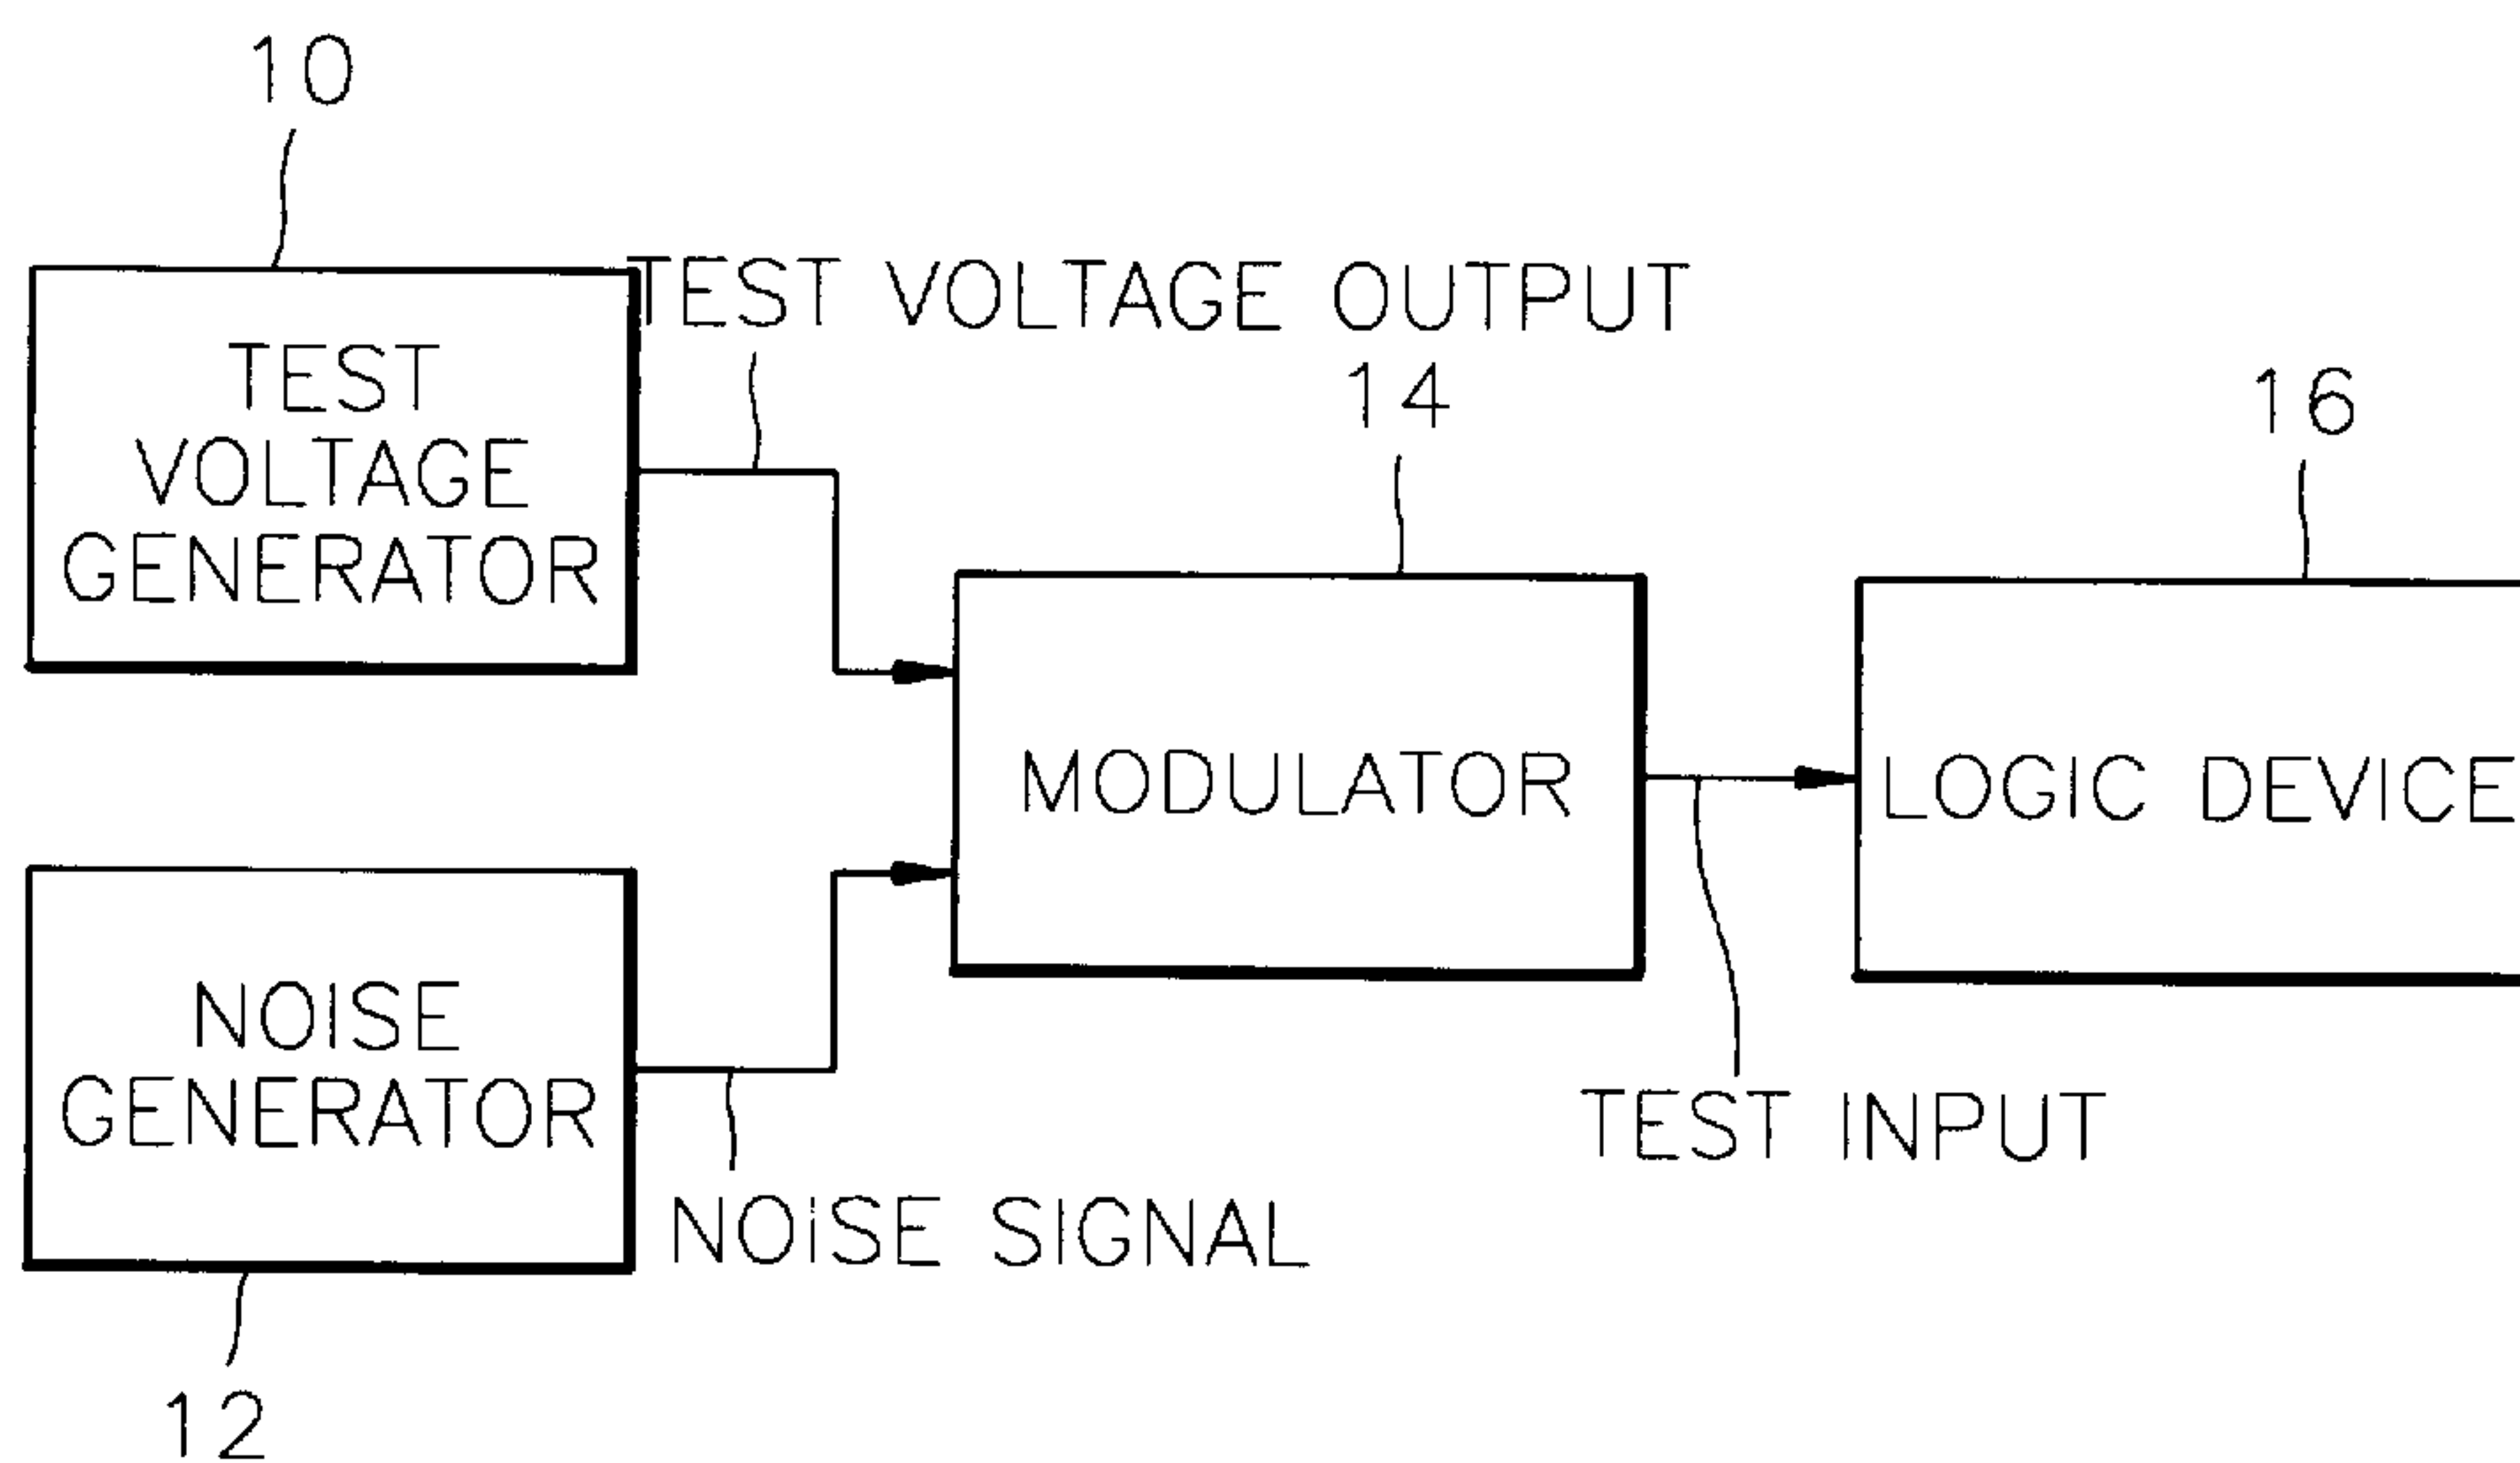 10
TEST VOLTAGE OUTPUT
TEST
VOLTAGE
GENERATOR
14
16
MODULATOR
LOGIC DEVICE
NOISE
GENERATOR
TEST INPUT
NOISE SIGNAL
12